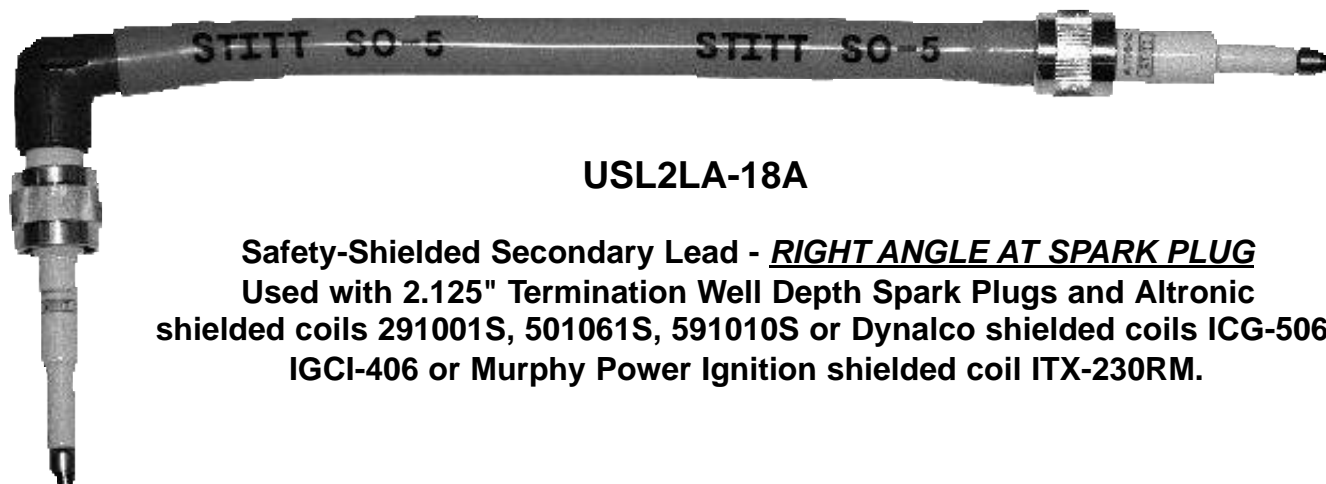 STITT SO-5 STITT SO-5
USL2LA-18A
Safety-Shielded Secondary Lead - RIGHT ANGLE AT SPARK PLUG
Used with 2.125" Termination Well Depth Spark Plugs and Altronic
shielded coils 291001S, 501061S, 591010S or Dynalco shielded coils ICG-506
IGCI-406 or Murphy Power Ignition shielded coil ITX-230RM.